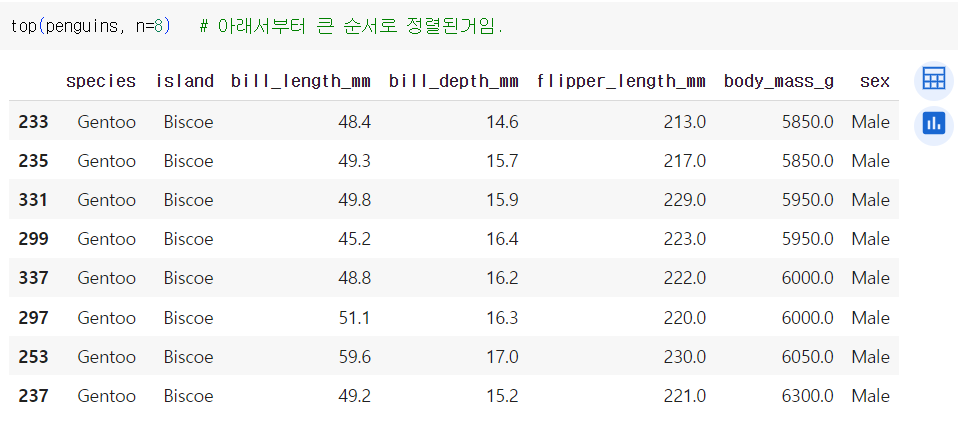 top(penguins, n=8)   # 아래서부터 큰 순서로 정렬된거임.
species island bill_length_mm bill_depth_mm flipper_length_mm body_mass_g sex
233 Gentoo Biscoe 48.4 14.6 213.0 5850.0 Male
235 Gentoo Biscoe 49.3 15.7 217.0 5850.0 Male
331 Gentoo Biscoe 49.8 15.9 229.0 5950.0 Male
299 Gentoo Biscoe 45.2 16.4 223.0 5950.0 Male
337 Gentoo Biscoe 48.8 16.2 222.0 6000.0 Male
297 Gentoo Biscoe 51.1 16.3 220.0 6000.0 Male
253 Gentoo Biscoe 59.6 17.0 230.0 6050.0 Male
237 Gentoo Biscoe 49.2 15.2 221.0 6300.0 Male